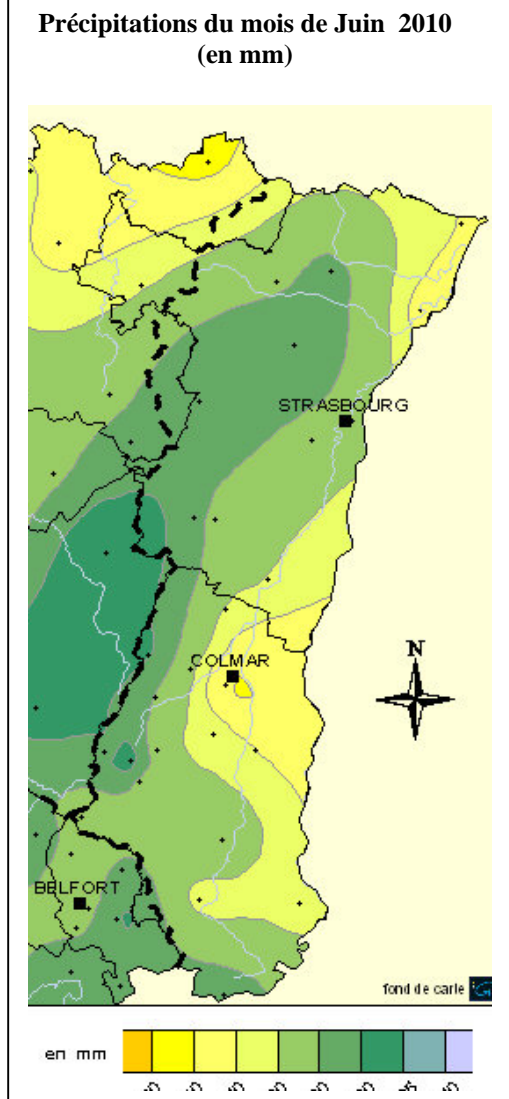 Précipitations du mois de Juin 2010
(en mm)
STRASBOURG
COLMAR
N
BELFORT
fond de carte
en mm